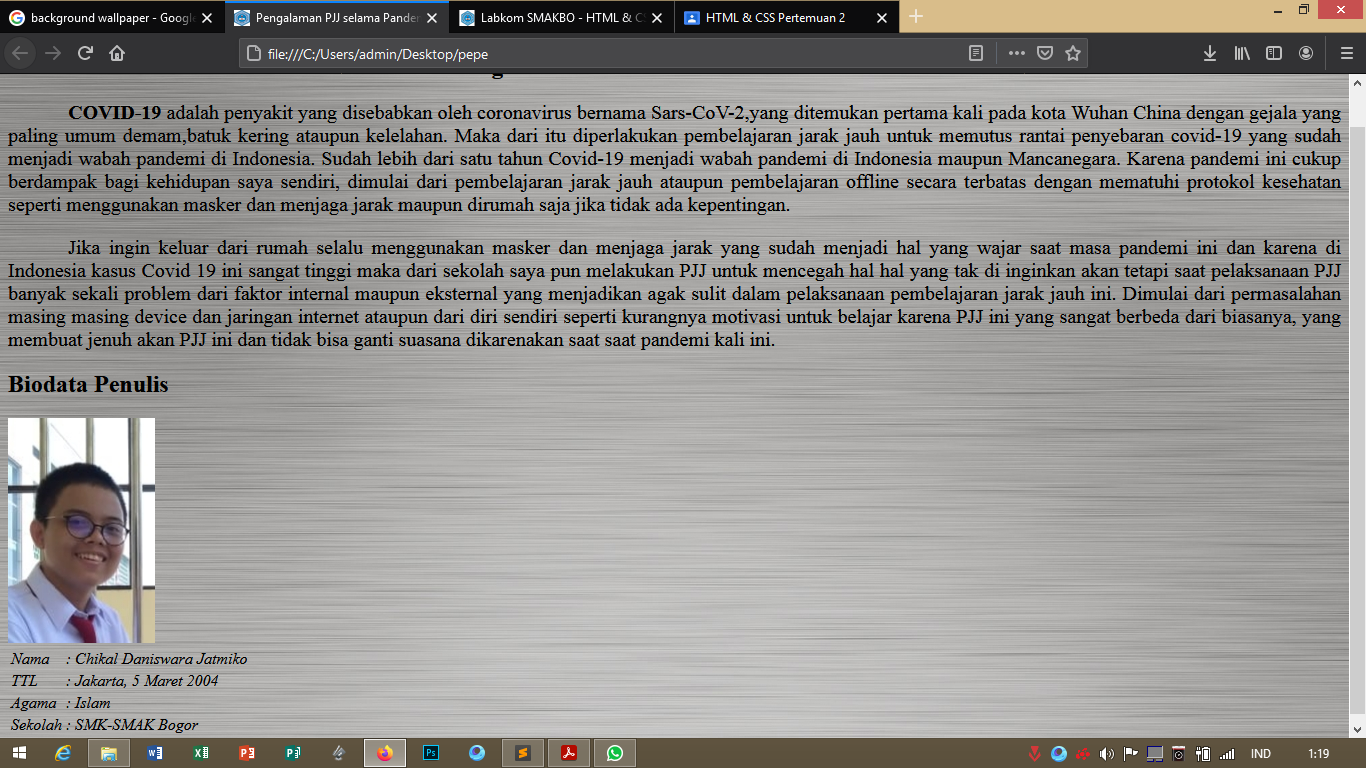 background wallpaper - Google
Pengalaman PJJ selama Pander
Labkom SMAKBO - HTML & CS
HTML & CSS Pertemuan 2
file:///C:/Users/admin/Desktop/pepe
COVID-19 adalah penyakit yang disebabkan oleh coronavirus bernama Sars-CoV-2,yang ditemukan pertama kali pada kota Wuhan China dengan gejala yang
paling umum demam,batuk kering ataupun kelelahan. Maka dari itu diperlakukan pembelajaran jarak jauh untuk memutus rantai penyebaran covid-19 yang sudah
menjadi wabah pandemi di Indonesia. Sudah lebih dari satu tahun Covid-19 menjadi wabah pandemi di Indonesia maupun Mancanegara. Karena pandemi ini cukup
berdampak bagi kehidupan saya sendiri, dimulai dari pembelajaran jarak jauh ataupun pembelajaran offline secara terbatas dengan mematuhi protokol kesehatan
seperti menggunakan masker dan menjaga jarak maupun dirumah saja jika tidak ada kepentingan.
Jika ingin keluar dari rumah selalu menggunakan masker dan menjaga jarak yang sudah menjadi hal yang wajar saat masa pandemi ini dan karena di
Indonesia kasus Covid 19 ini sangat tinggi maka dari sekolah saya pun melakukan PJJ untuk mencegah hal hal yang tak di inginkan akan tetapi saat pelaksanaan PJJ
banyak sekali problem dari faktor internal maupun eksternal yang menjadikan agak sulit dalam pelaksanaan pembelajaran jarak jauh ini. Dimulai dari permasalahan
masing masing device dan jaringan internet ataupun dari diri sendiri seperti kurangnya motivasi untuk belajar karena PJJ ini yang sangat berbeda dari biasanya, yang
membuat jenuh akan PJJ ini dan tidak bisa ganti suasana dikarenakan saat saat pandemi kali ini.
Biodata Penulis
Nama : Chikal Daniswara Jatmiko
TTL : Jakarta, 5 Maret 2004
Agama : Islam
Sekolah : SMK-SMAK Bogor
IND
1:19